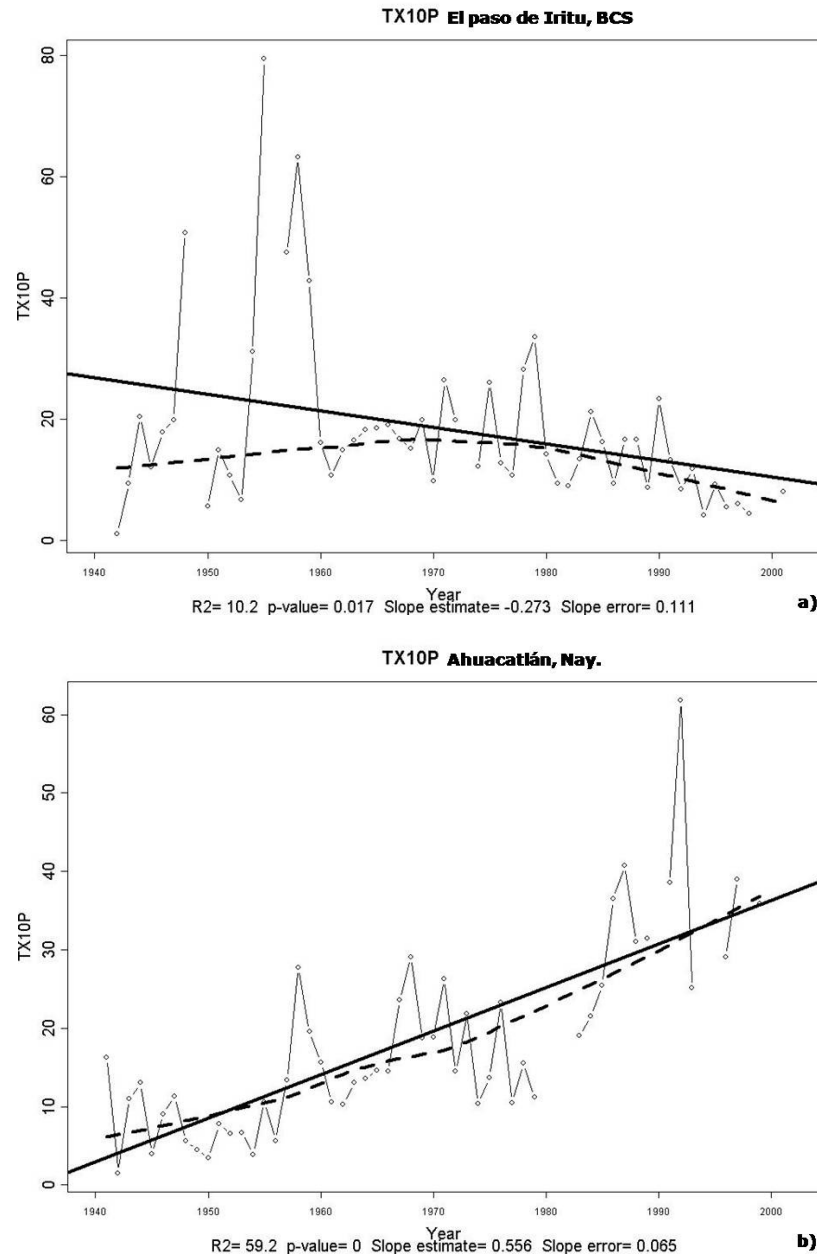 TX10P El paso de Iritu, BCS
80
60
40
20
0
TX10P
1940 1950 1960 1970 1980 1990 2000
Year
R2= 10.2 p-value= 0.017 Slope estimate= -0.273 Slope error= 0.111
a)
TX10P Ahuacatlán, Nay.
60
50
40
30
20
10
0
TX10P
1940 1950 1960 1970 1980 1990 2000
Year
R2= 59.2 p-value= 0 Slope estimate= 0.556 Slope error= 0.065
b)